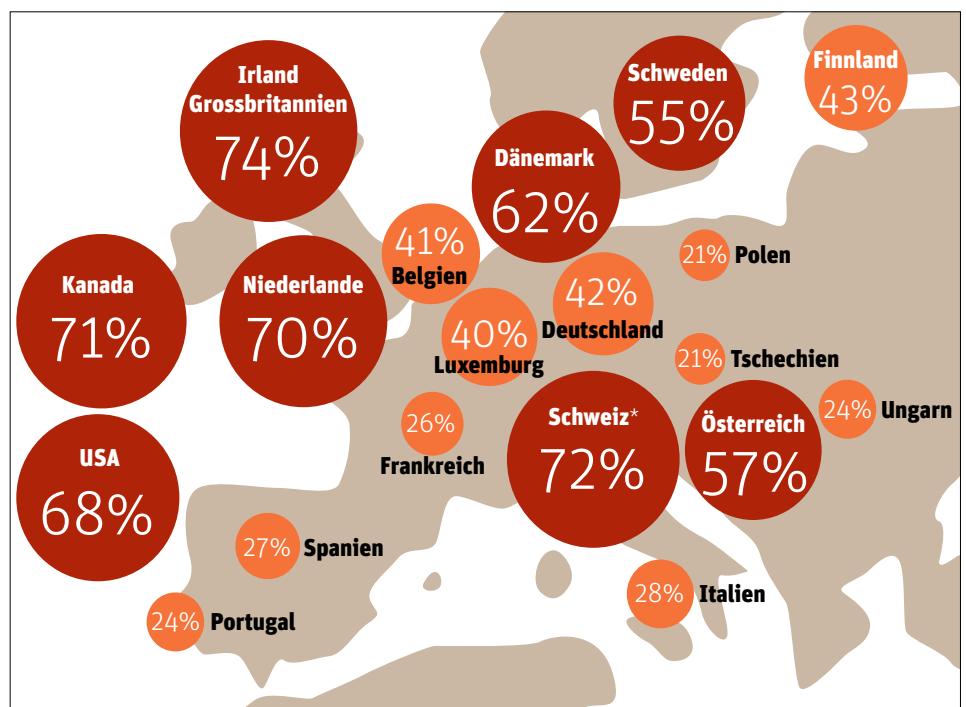 Irland
Grossbritannien
74%
Schweden
55%
Finnland
43%
Dänemark
62%
41%
Belgien
21% Polen
Kanada
71%
Niederlande
70%
42%
Deutschland
40%
Luxemburg
21% Tschechien
26%
Frankreich
Schweiz*
72%
Österreich
57%
24% Ungarn
USA
68%
27% Spanien
28% Italien
24% Portugal